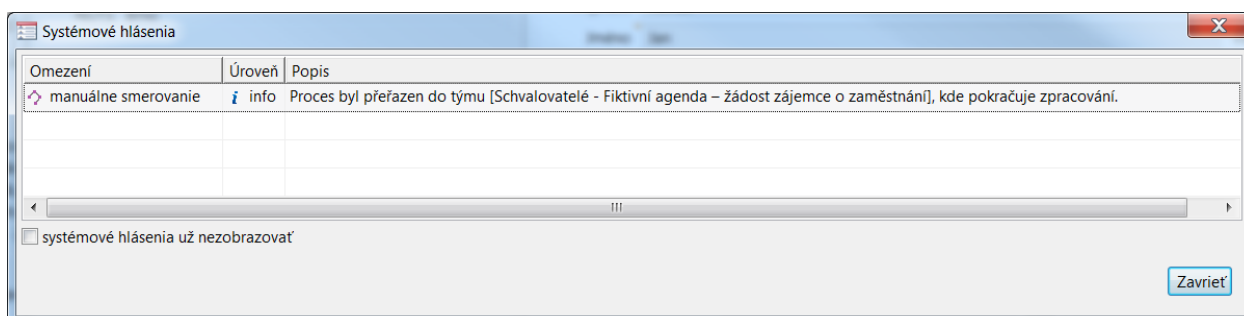 Systémové hlásenia
Omezení Úroveň Popis
manuálne smerovanie i info Proces byl přeřazen do týmu [Schvalovatelé - Fiktivní agenda – žádost zájemce o zaměstnání], kde pokračuje zpracování.
systémové hlásenia už nezobrazovať
Zavrieť